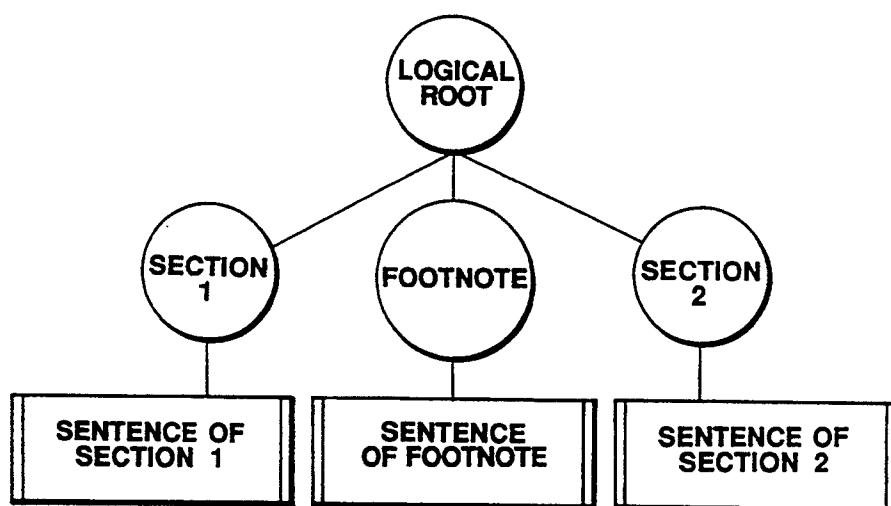 LOGICAL
ROOT
SECTION
1
FOOTNOTE
SECTION
2
SENTENCE OF
SECTION 1
SENTENCE
OF FOOTNOTE
SENTENCE OF
SECTION 2